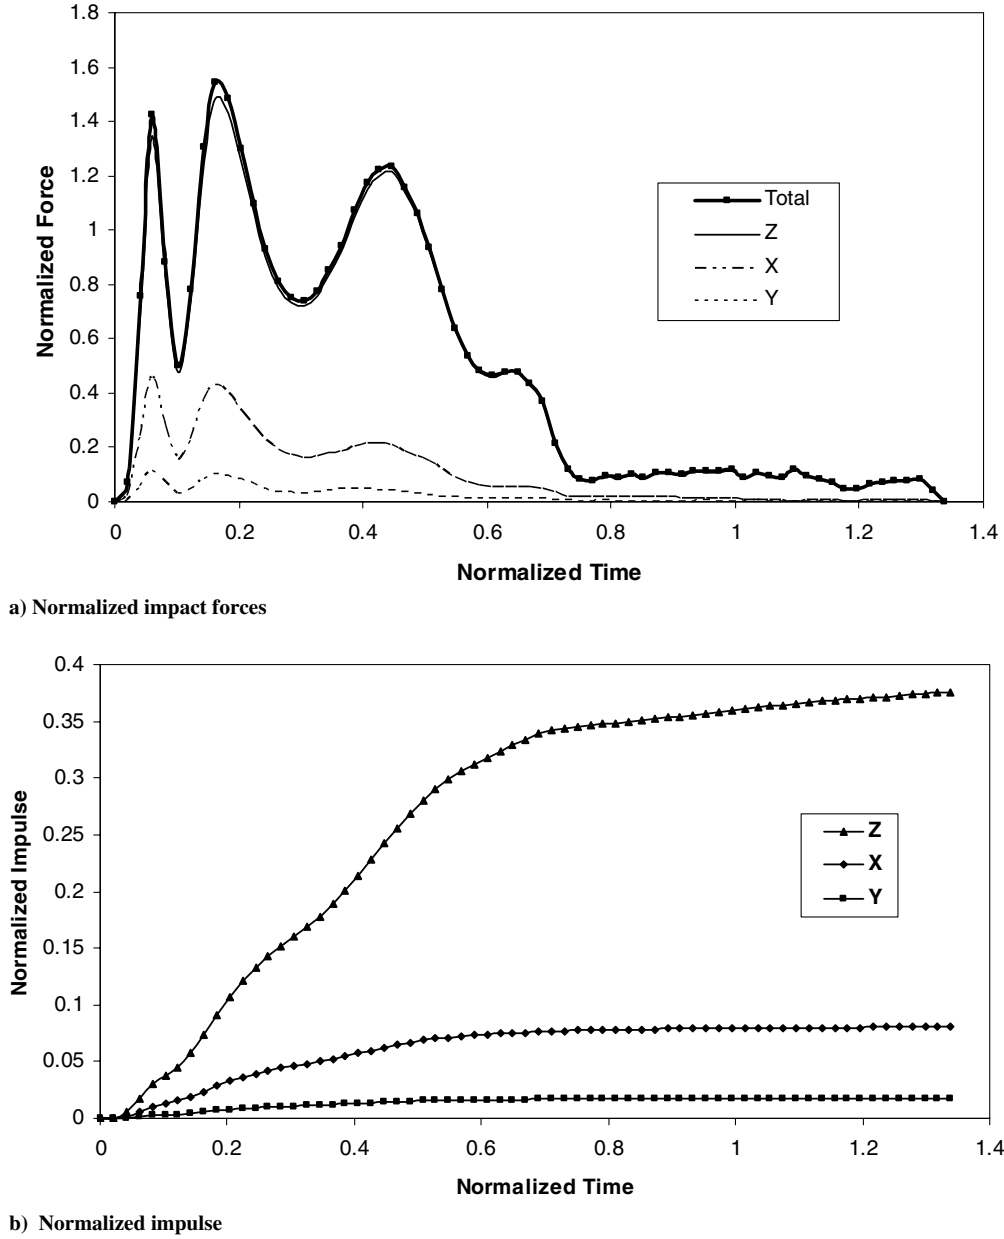 1.8
1.6
1.4
1.2
1
0.8
0.6
0.4
0.2
0
Normalized Force
Total
Z
X
Y
0 0.2 0.4 0.6 0.8 1 1.2 1.4
Normalized Time
a) Normalized impact forces
0.4
0.35
0.3
0.25
0.2
0.15
0.1
0.05
0
Normalized Impulse
Z
X
Y
0 0.2 0.4 0.6 0.8 1 1.2 1.4
Normalized Time
b) Normalized impulse